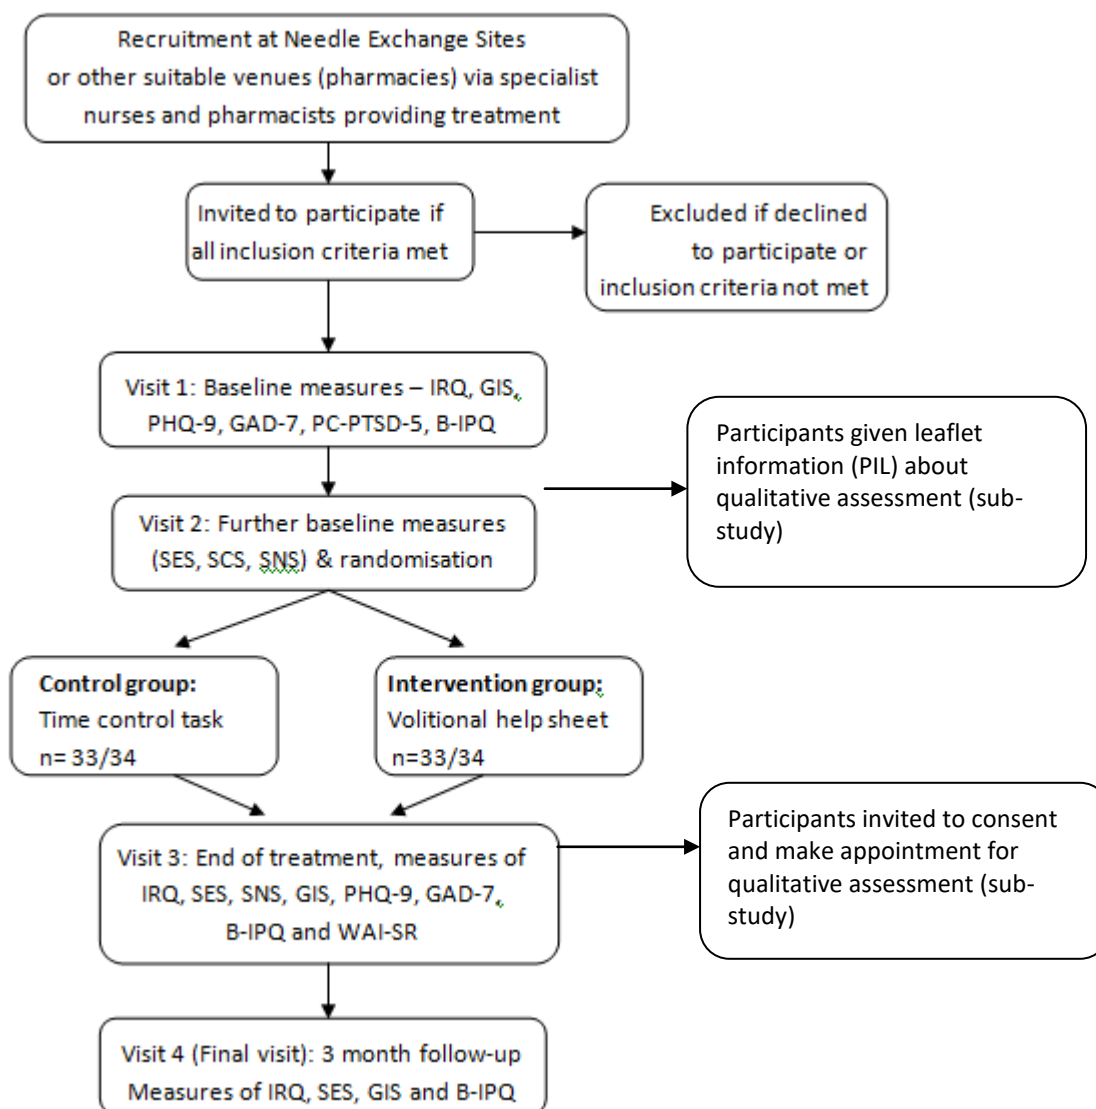 Recruitment at Needle Exchange Sites
or other suitable venues (pharmacies) via specialist
nurses and pharmacists providing treatment
Invited to participate if
all inclusion criteria met
Excluded if declined
to participate or
inclusion criteria not met
Visit 1: Baseline measures – IRQ, GIS,
PHQ-9, GAD-7, PC-PTSD-5, B-IPQ
Participants given leaflet
information (PIL) about
qualitative assessment (sub-
study)
Visit 2: Further baseline measures
(SES, SCS, SNS) & randomisation
Control group:
Time control task
n= 33/34
Intervention group:
Volitional help sheet
n=33/34
Visit 3: End of treatment, measures of
IRQ, SES, SNS, GIS, PHQ-9, GAD-7,
B-IPQ and WAI-SR
Participants invited to consent
and make appointment for
qualitative assessment (sub-
study)
Visit 4 (Final visit): 3 month follow-up
Measures of IRQ, SES, GIS and B-IPQ